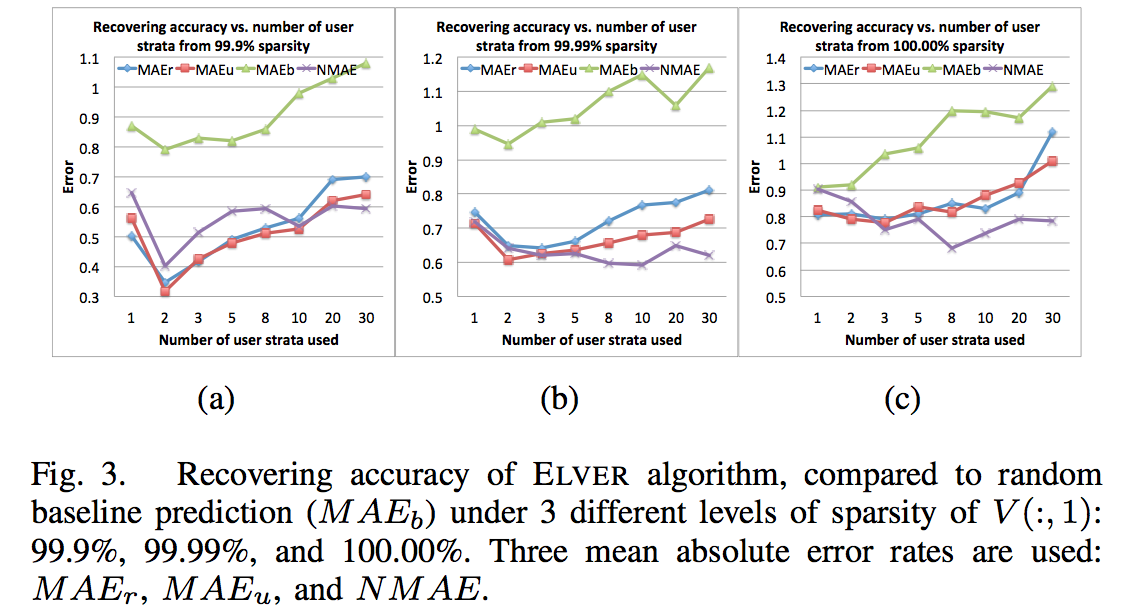 Recovering accuracy vs. number of user
strata from 99.9% sparsity
MAEr MAEu MAEb NMAE
1.1
1
0.9
0.8
0.7
0.6
0.5
0.4
0.3
Error
1 2 3 5 8 10 20 30
Number of user strata used
(a)
Recovering accuracy vs. number of user
strata from 99.99% sparsity
MAEr MAEu MAEb NMAE
1.2
1.1
1
0.9
0.8
0.7
0.6
0.5
Error
1 2 3 5 8 10 20 30
Number of user strata used
(b)
Recovering accuracy vs. number of user
strata from 100.00% sparsity
MAEr MAEu MAEb NMAE
1.4
1.3
1.2
1.1
1
0.9
0.8
0.7
0.6
0.5
Error
1 2 3 5 8 10 20 30
Number of user strata used
(c)
Fig. 3. Recovering accuracy of ELVER algorithm, compared to random
baseline prediction (MAE_b) under 3 different levels of sparsity of V(:, 1):
99.9%, 99.99%, and 100.00%. Three mean absolute error rates are used:
MAE_r, MAE_u, and NMAE.